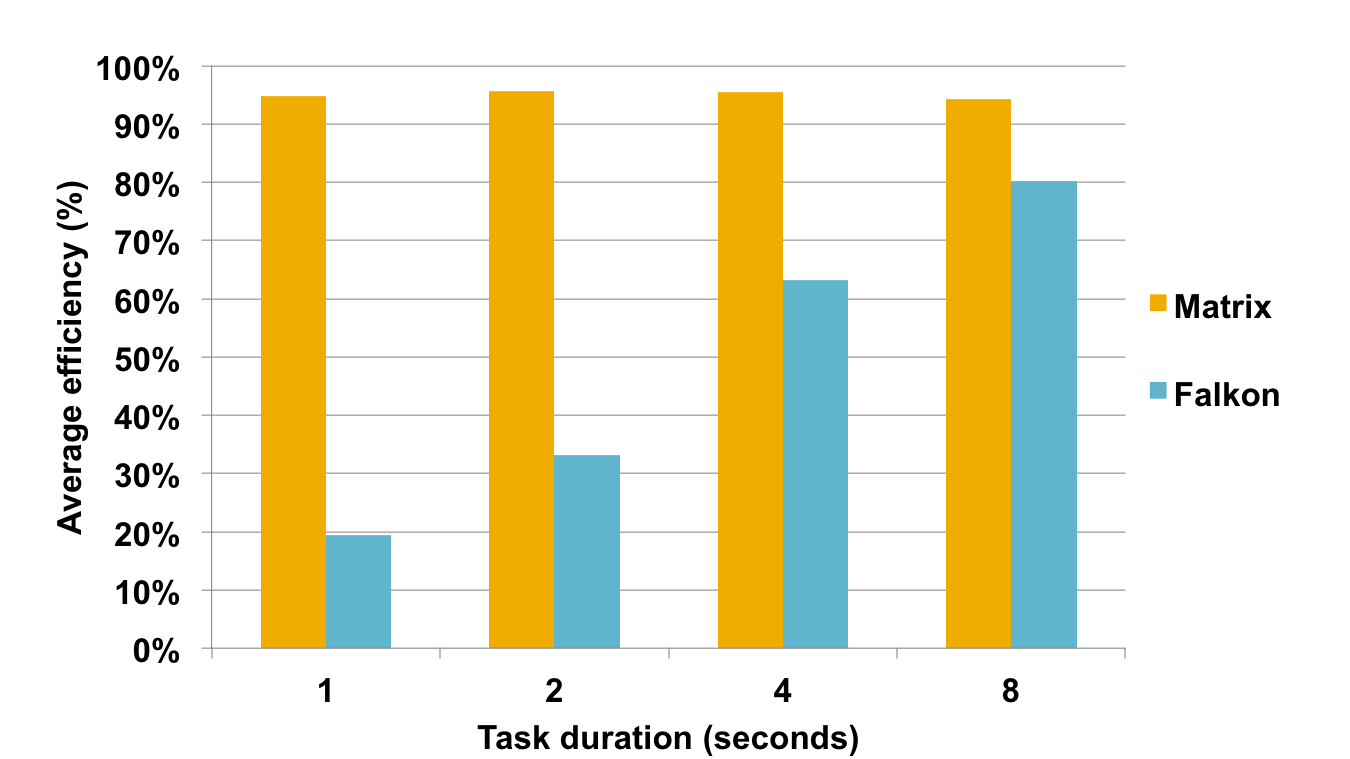 100%
90%
80%
70%
60%
50%
40%
30%
20%
10%
0%
Average efficiency (%)
1 2 4 8
Task duration (seconds)
Matrix
Falkon